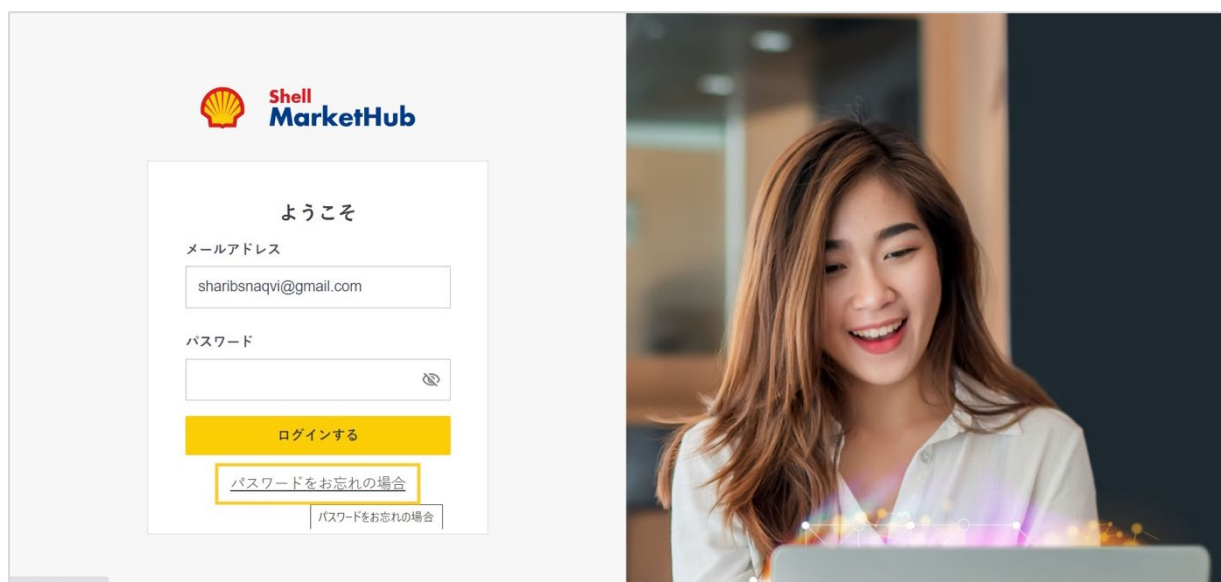 Shell
MarketHub
ようこそ
メールアドレス
sharibsnaqvi@gmail.com
パスワード
ログインする
パスワードをお忘れの場合
パスワードをお忘れの場合